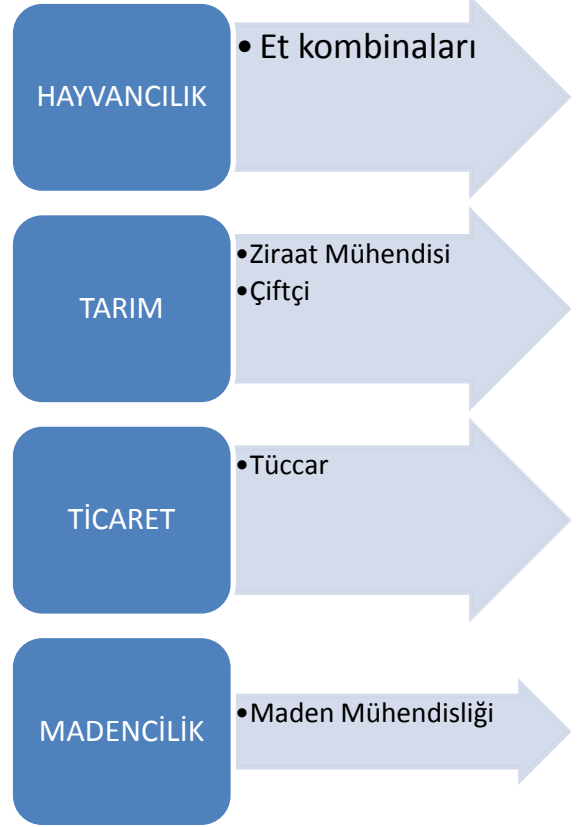 HAYVANCILIK
• Et kombinaları
TARIM
•Ziraat Mühendisi
•Çiftçi
TİCARET
•Tüccar
MADENCİLİK
•Maden Mühendisliği